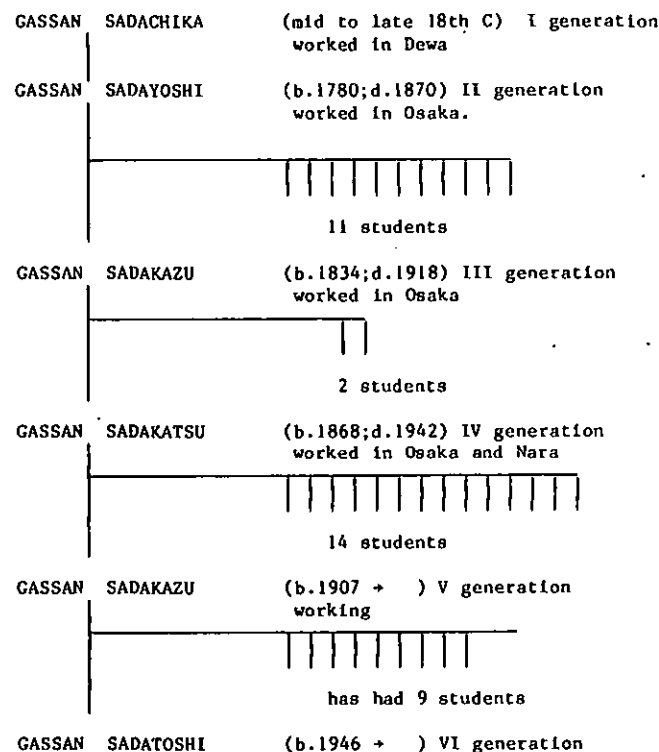 GASSAN SADACHIKA (mid to late 18th C) I generation
worked in Dewa
GASSAN SADAYOSHI (b.1780;d.1870) II generation
worked in Osaka.
11 students
GASSAN SADAKAZU (b.1834;d.1918) III generation
worked in Osaka
2 students
GASSAN SADAKATSU (b.1868;d.1942) IV generation
worked in Osaka and Nara
14 students
GASSAN SADAKAZU (b.1907 → ) V generation
working
has had 9 students
GASSAN SADATOSHI (b.1946 → ) VI generation